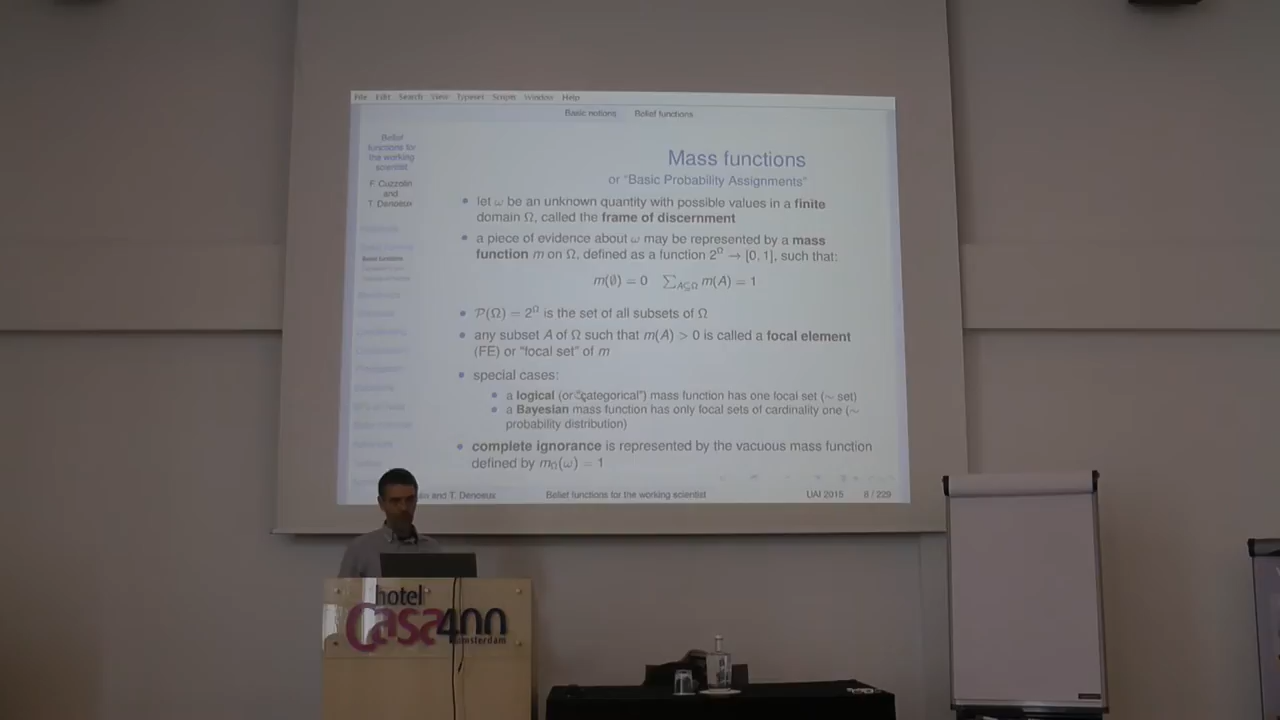 File Edit Search View Typeset Scripts Window Help
Basic notions Belief functions
Belief
functions for
the working
scientist
F. Cuzzolin
and
T. Denoeux
Basic functions
Mass functions
or "Basic Probability Assignments"
let ω be an unknown quantity with possible values in a finite
domain Ω, called the frame of discernment
a piece of evidence about ω may be represented by a mass
function m on Ω, defined as a function 2^Ω → [0, 1], such that:
m(∅) = 0 ∑_{A⊆Ω} m(A) = 1
P(Ω) = 2^Ω is the set of all subsets of Ω
any subset A of Ω such that m(A) > 0 is called a focal element
(FE) or "focal set" of m
special cases:
a logical (or "categorical") mass function has one focal set (∼ set)
a Bayesian mass function has only focal sets of cardinality one (∼
probability distribution)
complete ignorance is represented by the vacuous mass function
defined by m_Ω(ω) = 1
and T. Denoeux
Belief functions for the working scientist
UAI 2015 8 / 229
hotel
Casa400
amsterdam